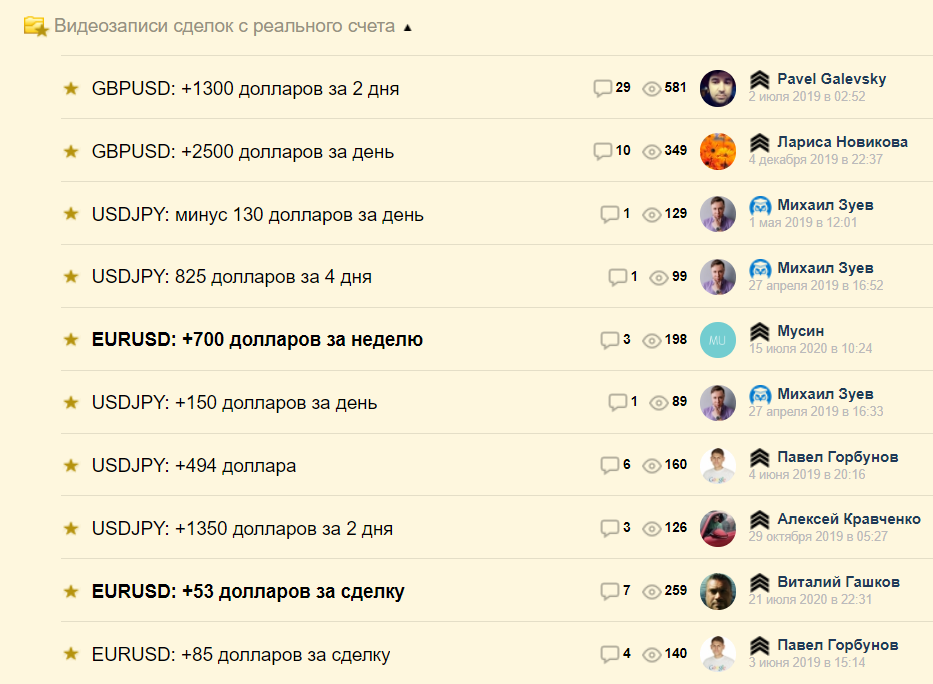 Видеозаписи сделок с реального счета ▲
GBPUSD: +1300 долларов за 2 дня 29 581 Pavel Galevsky
2 июля 2019 в 02:52
GBPUSD: +2500 долларов за день 10 349 Лариса Новикова
4 декабря 2019 в 22:37
USDJPY: минус 130 долларов за день 1 129 Михаил Зуев
1 мая 2019 в 12:01
USDJPY: 825 долларов за 4 дня 1 99 Михаил Зуев
27 апреля 2019 в 16:52
EURUSD: +700 долларов за неделю 3 198 MU Мусин
15 июля 2020 в 10:24
USDJPY: +150 долларов за день 1 89 Михаил Зуев
27 апреля 2019 в 16:33
USDJPY: +494 доллара 6 160 Павел Горбунов
4 июня 2019 в 20:16
USDJPY: +1350 долларов за 2 дня 3 126 Алексей Кравченко
29 октября 2019 в 05:27
EURUSD: +53 долларов за сделку 7 259 Виталий Гашков
21 июля 2020 в 22:31
EURUSD: +85 долларов за сделку 4 140 Павел Горбунов
3 июня 2019 в 15:14